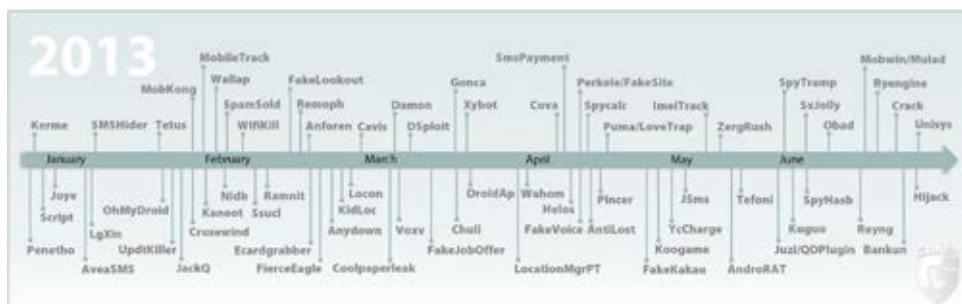 2013
MobileTrack
SmsPayment
Wallap
FakeLookout
Gonca
Perkele/FakeSite
SpyTramp
Mobwin/Mulad
MobKong
SpamSold
Remoph
Damon
Xybot
Cova
Spycalc
ImeiTrack
SxJolly
Ryengine
Crack
Kerme
SMSHider
Tetus
WifiKill
Anforen
Cavis
DSploit
Puma/LoveTrap
ZergRush
Obad
Unisys
January
February
March
April
May
June
Joye
Nidb
Ramnit
Locon
DroidAp
Wahom
Pincer
JSms
Tefoni
SpyHasb
Hijack
Script
OhMyDroid
Kanoot
Ssucl
KidLoc
Helos
LgXin
Crusewind
Anydown
Voxv
Chuli
FakeVoice
AntiLost
YcCharge
Kuguo
Reyng
Penetho
UpdtKiller
Ecardgrabber
FakeJobOffer
Koogame
Juzi/QDPlugin
Bankun
AveaSMS
JackQ
FierceEagle
Coolpaperleak
LocationMgrPT
FakeKakao
AndroRAT